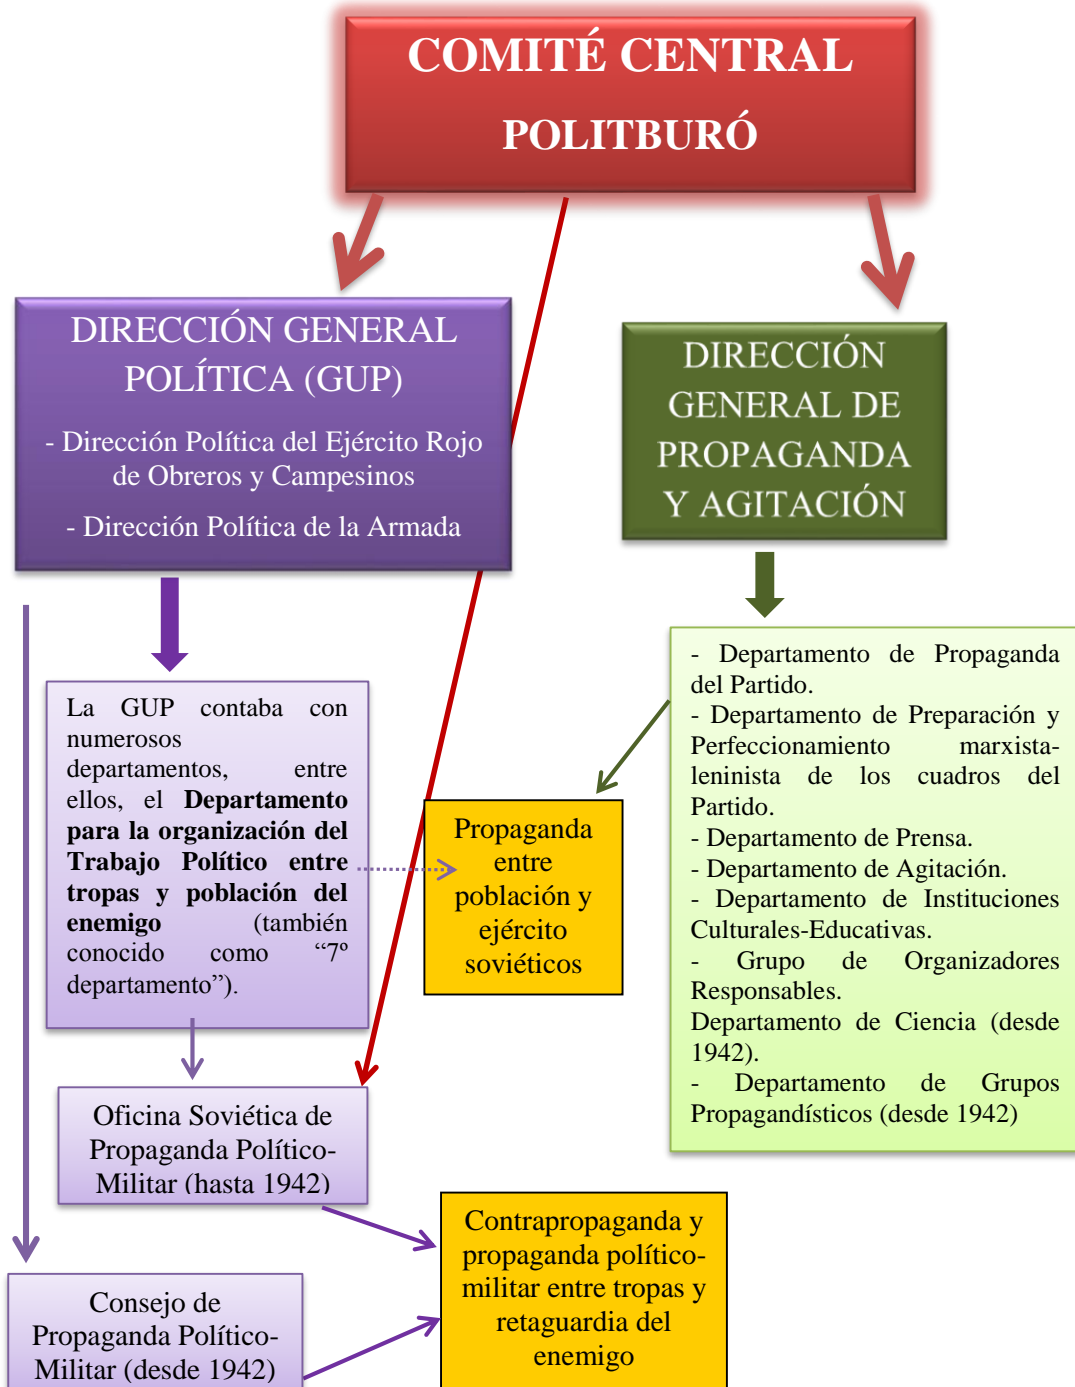 COMITÉ CENTRAL
POLITBURÓ
DIRECCIÓN GENERAL
POLÍTICA (GUP)
- Dirección Política del Ejército Rojo
de Obreros y Campesinos
- Dirección Política de la Armada
DIRECCIÓN
GENERAL DE
PROPAGANDA
Y AGITACIÓN
La GUP contaba con
numerosos
departamentos, entre
ellos, el Departamento
para la organización del
Trabajo Político entre
tropas y población del
enemigo (también
conocido como “7º
departamento”).
Propaganda
entre
población y
ejército
soviéticos
- Departamento de Propaganda
del Partido.
- Departamento de Preparación y
Perfeccionamiento marxista-
leninista de los cuadros del
Partido.
- Departamento de Prensa.
- Departamento de Agitación.
- Departamento de Instituciones
Culturales-Educativas.
- Grupo de Organizadores
Responsables.
Departamento de Ciencia (desde
1942).
- Departamento de Grupos
Propagandísticos (desde 1942)
Oficina Soviética de
Propaganda Político-
Militar (hasta 1942)
Contrapropaganda y
propaganda político-
militar entre tropas y
retaguardia del
enemigo
Consejo de
Propaganda Político-
Militar (desde 1942)